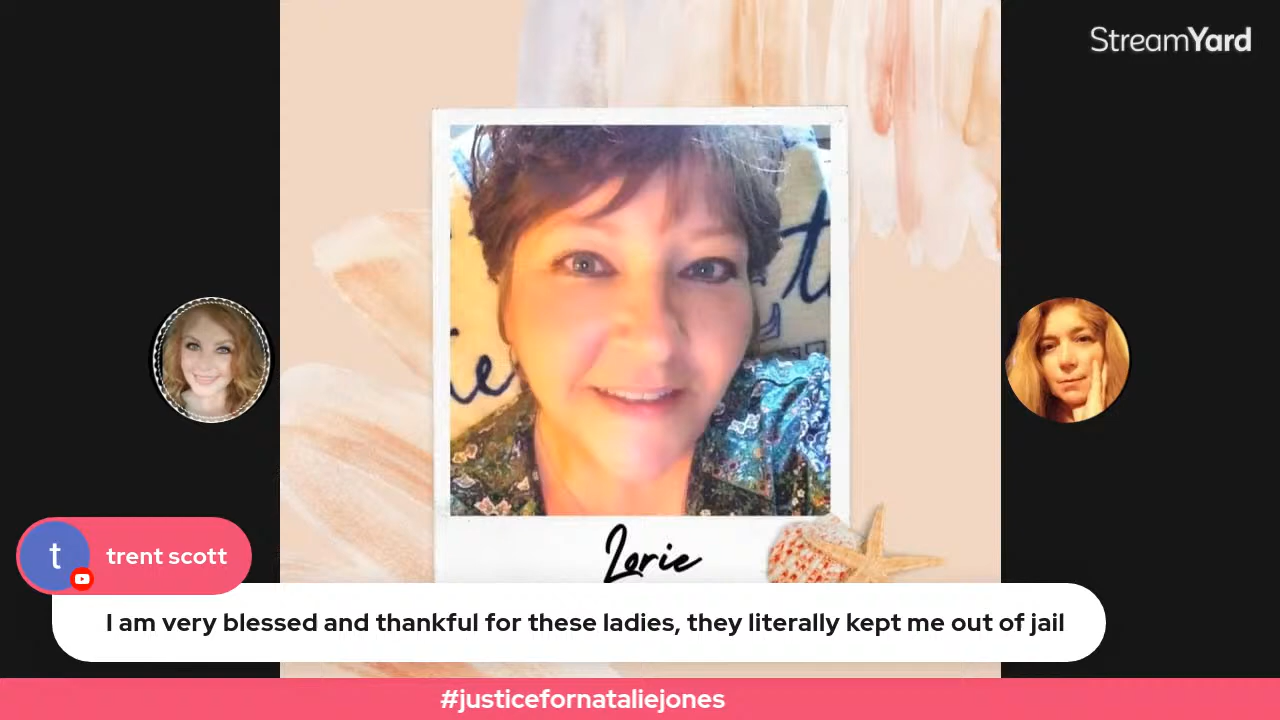 StreamYard
Lorie
t
trent scott
I am very blessed and thankful for these ladies, they literally kept me out of jail
#justicefornataliejones